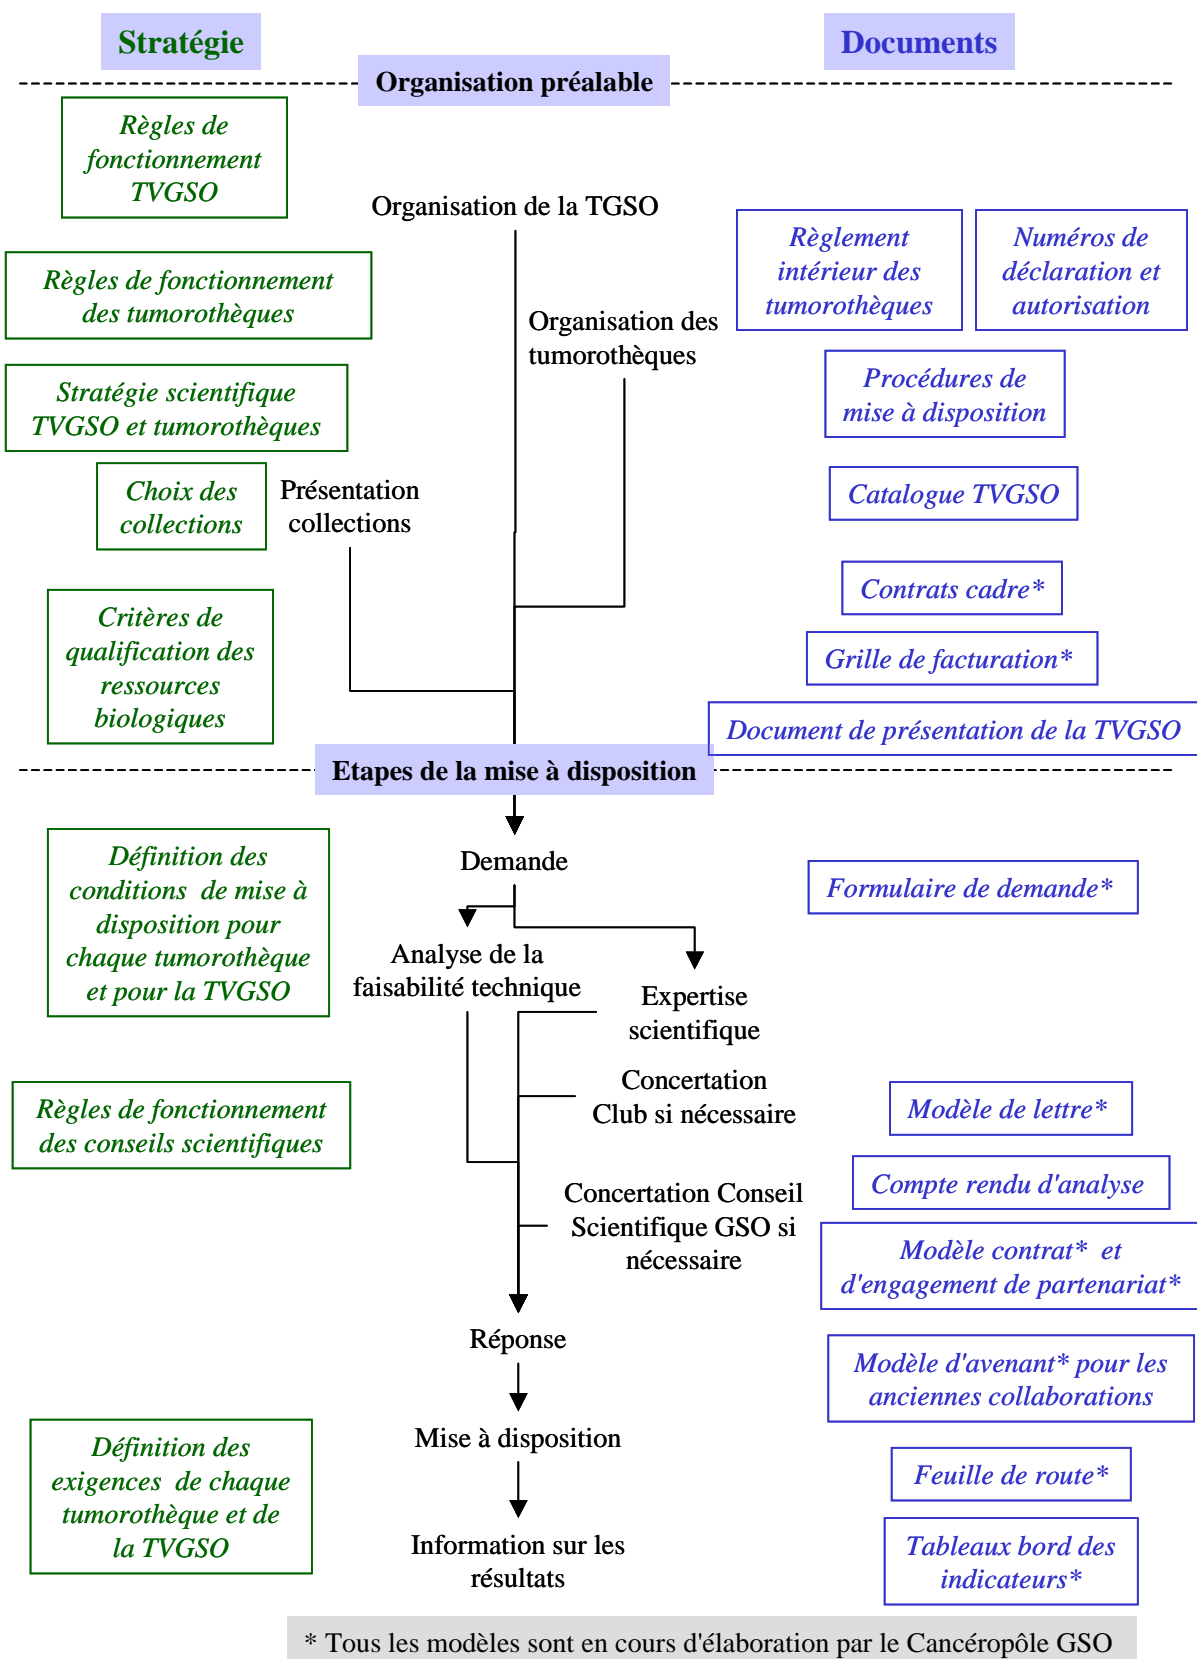 Stratégie
Documents
Organisation préalable
Règles de
fonctionnement
TVGSO
Organisation de la TGSO
Règlement
intérieur des
tumorothèques
Numéros de
déclaration et
autorisation
Règles de fonctionnement
des tumorothèques
Organisation des
tumorothèques
Stratégie scientifique
TVGSO et tumorothèques
Procédures de
mise à disposition
Choix des
collections
Présentation
collections
Catalogue TVGSO
Contrats cadre*
Critères de
qualification des
ressources
biologiques
Grille de facturation*
Document de présentation de la TVGSO
Etapes de la mise à disposition
Définition des
conditions  de mise à
disposition pour
chaque tumorothèque
et pour la TVGSO
Demande
Formulaire de demande*
Analyse de la
faisabilité technique
Expertise
scientifique
Concertation
Club si nécessaire
Règles de fonctionnement
des conseils scientifiques
Modèle de lettre*
Compte rendu d'analyse
Concertation Conseil
Scientifique GSO si
nécessaire
Modèle contrat*  et
d'engagement de partenariat*
Réponse
Modèle d'avenant* pour les
anciennes collaborations
Mise à disposition
Définition des
exigences  de chaque
tumorothèque et de
la TVGSO
Feuille de route*
Information sur les
résultats
Tableaux bord des
indicateurs*
* Tous les modèles sont en cours d'élaboration par le Cancéropôle GSO